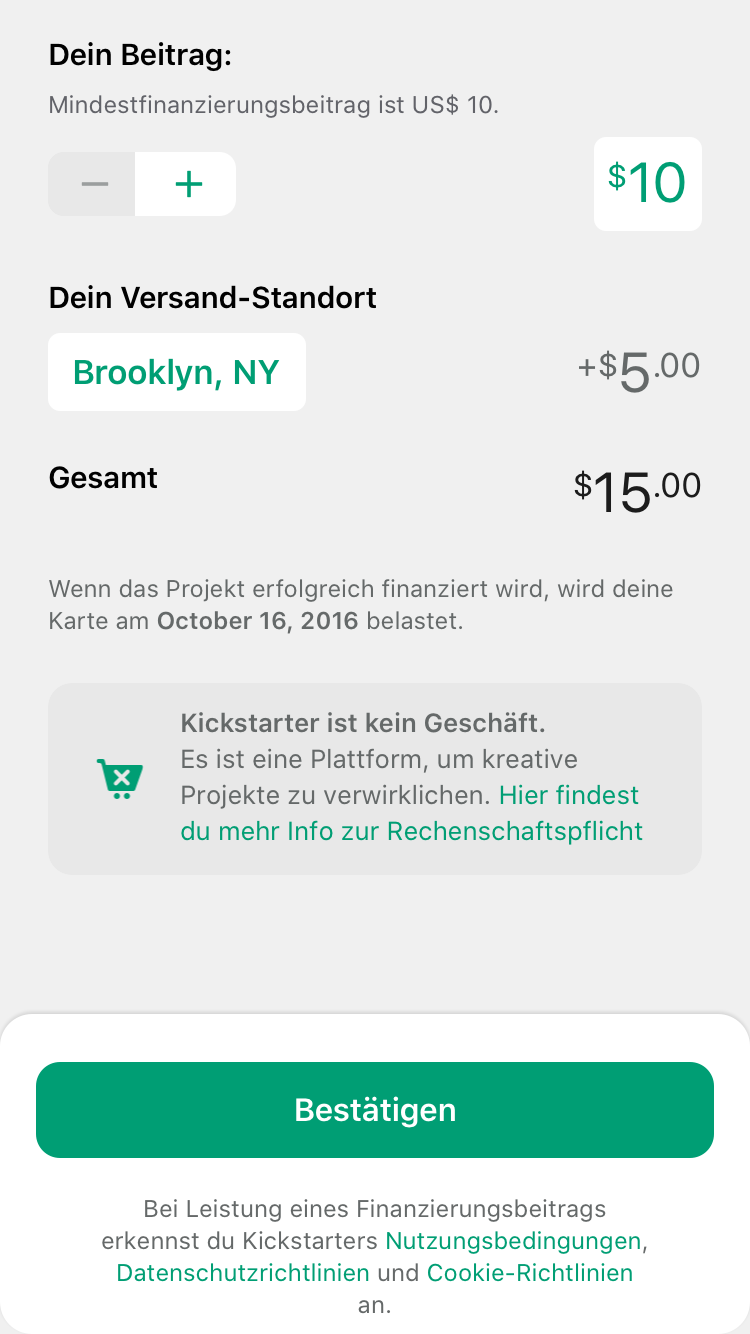 Dein Beitrag:
Mindestfinanzierungsbeitrag ist US$ 10.
− +
$10
Dein Versand-Standort
Brooklyn, NY
+$5.00
Gesamt
$15.00
Wenn das Projekt erfolgreich finanziert wird, wird deine
Karte am October 16, 2016 belastet.
Kickstarter ist kein Geschäft.
Es ist eine Plattform, um kreative
Projekte zu verwirklichen. Hier findest
du mehr Info zur Rechenschaftspflicht
Bestätigen
Bei Leistung eines Finanzierungsbeitrags
erkennst du Kickstarters Nutzungsbedingungen,
Datenschutzrichtlinien und Cookie-Richtlinien
an.